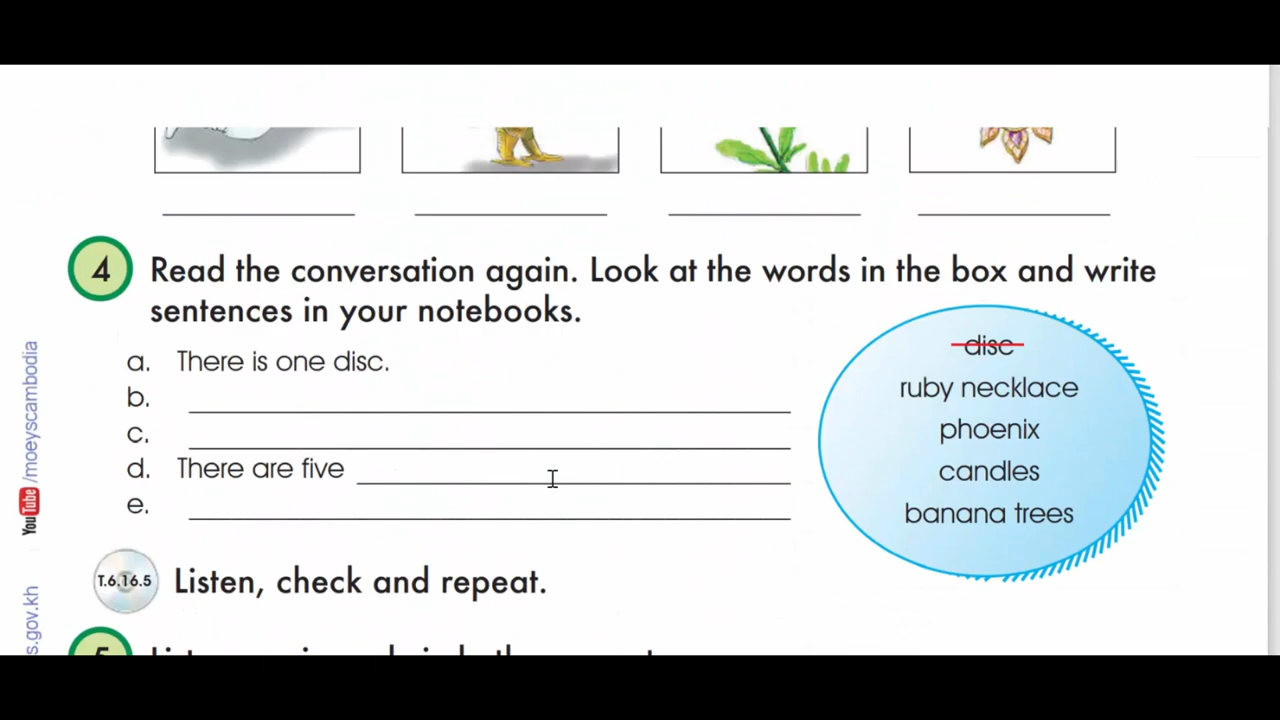 4 Read the conversation again. Look at the words in the box and write
sentences in your notebooks.
a. There is one disc.
b.
c.
d. There are five
e.
disc
ruby necklace
phoenix
candles
banana trees
T.6.16.5 Listen, check and repeat.
YouTube /moeyscambodia
s.gov.kh